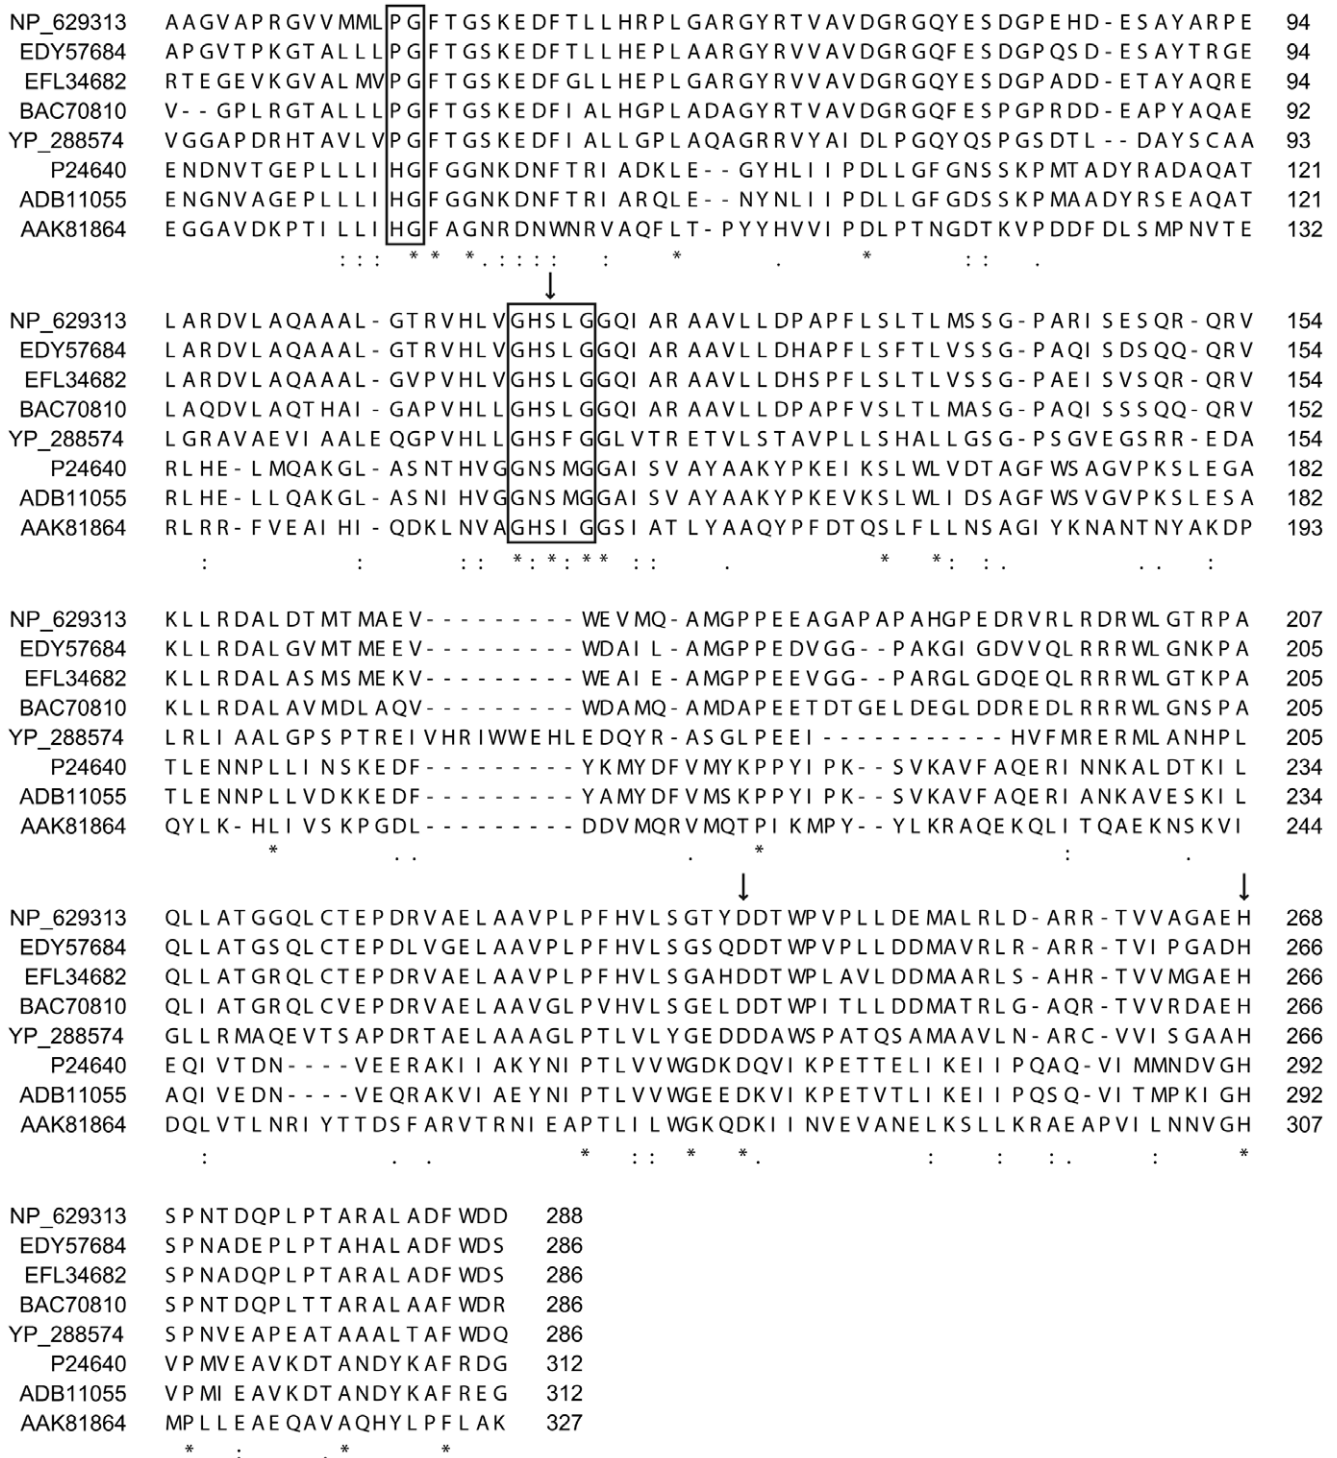 NP_629313 AAGVAPRGVVMMLPGFTGSKEDFTLLHRPLGARGYRTVAVDGRGQYESDGPEHD-ESAYARPE 94
EDY57684 APGVTPKGTALLLPGFTGSKEDFTLLHEPLAARGYRVVAVDGRGQFESDGPQSD-ESAYTRGE 94
EFL34682 RTEGEVKGVALMVPGFTGSKEDFGLLHEPLGARGYRVVAVDGRGQYESDGPADD-ETAYAQRE 94
BAC70810 V--GPLRGTALLLPGFTGSKEDFIALHGPLADAGYRTVAVDGRGQFESPGPRDD-EAPYAQAE 92
YP_288574 VGGAPDRHTAVLVPGFTGSKEDFIALLGPLAQAGRRVYAIDLPGQYQSPGSDTL--DAYSCAA 93
P24640 ENDNVTGEPLLLIHGFGGNKDNFTRIADKLE--GYHLIIPDLLGFGNSSKPMTADYRADAQAT 121
ADB11055 ENGNVAGEPLLLIHGFGGNKDNFTRIARQLE--NYNLIIPDLLGFGDSSKPMAADYRSEAQAT 121
AAK81864 EGGAVDKPTILLIHGFAGNRDNWNRVAQFLT-PYYHVVIPDLPTNGDTKVPDDFDLSMPNVTE 132
: : : * * * . : : : : : * . * : : .
↓
NP_629313 LARDVLAQAAAL-GTRVHLVGHSLGGQIARAAVLLDPAPFLSLTLMSSG-PARISESQR-QRV 154
EDY57684 LARDVLAQAAAL-GTRVHLVGHSLGGQIARAAVLLDHAPFLSFTLVSSG-PAQISDSQQ-QRV 154
EFL34682 LARDVLAQAAAL-GVPVHLVGHSLGGQIARAAVLLDHSPFLSLTLVSSG-PAEISVSQR-QRV 154
BAC70810 LAQDVLAQTHAI-GAPVHLLGHSLGGQIARAAVLLDPAPFVSLTLMASG-PAQISSSQQ-QRV 152
YP_288574 LGRAVAEVIAALEQGPVHLLGHSFGGLVTRETVLSTAVPLLSHALLGSG-PSGVEGSRR-EDA 154
P24640 RLHE-LMQAKGL-ASNTHVGGNSMGGAISVAYAAKYPKEIKSLWLVDTAGFWSAGVPKSLEGA 182
ADB11055 RLHE-LLQAKGL-ASNIHVGGNSMGGAISVAYAAKYPKEVKSLWLIDSAGFWSVGVPKSLESA 182
AAK81864 RLRR-FVEAIHI-QDKLNVAGHSIGGSIATLYAAQYPFDTQSLFLLNSAGIYKNANTNYAKDP 193
: : : : * : * : * * : : . * * : : . . . :
NP_629313 KLLRDALDTMTMAEV---------WEVMQ-AMGPPEEAGAPAPAHGPEDRVRLRDRWLGTRPA 207
EDY57684 KLLRDALGVMTMEEV---------WDAIL-AMGPPEDVGG--PAKGIGDVVQLRRRWLGNKPA 205
EFL34682 KLLRDALASMSMEKV---------WEAIE-AMGPPEEVGG--PARGLGDQEQLRRRWLGTKPA 205
BAC70810 KLLRDALAVMDLAQV---------WDAMQ-AMDAPEETDTGELDEGLDDREDLRRRWLGNSPA 205
YP_288574 LRLIAALGPSPTREIVHRIWWEHLEDQYR-ASGLPEEI-----------HVFMRERMLANHPL 205
P24640 TLENNPLLINSKEDF---------YKMYDFVMYKPPYIPK--SVKAVFAQERINNKALDTKIL 234
ADB11055 TLENNPLLVDKKEDF---------YAMYDFVMSKPPYIPK--SVKAVFAQERIANKAVESKIL 234
AAK81864 QYLK-HLIVSKPGDL---------DDVMQRVMQTPIKMPY--YLKRAQEKQLITQAEKNSKVI 244
* . . . * : .
↓ ↓
NP_629313 QLLATGGQLCTEPDRVAELAAVPLPFHVLSGTYDDTWPVPLLDEMALRLD-ARR-TVVAGAEH 268
EDY57684 QLLATGSQLCTEPDLVGELAAVPLPFHVLSGSQDDTWPVPLLDDMAVRLR-ARR-TVIPGADH 266
EFL34682 QLLATGRQLCTEPDRVAELAAVPLPFHVLSGAHDDTWPLAVLDDMAARLS-AHR-TVVMGAEH 266
BAC70810 QLIATGRQLCVEPDRVAELAAVGLPVHVLSGELDDTWPITLLDDMATRLG-AQR-TVVRDAEH 266
YP_288574 GLLRMAQEVTSAPDRTAELAAAGLPTLVLYGEDDDAWSPATQSAMAAVLN-ARC-VVISGAAH 266
P24640 EQIVTDN----VEERAKIIAKYNIPTLVVWGDKDQVIKPETTELIKEIIPQAQ-VIMMNDVGH 292
ADB11055 AQIVEDN----VEQRAKVIAEYNIPTLVVWGEEDKVIKPETVTLIKEIIPQSQ-VITMPKIGH 292
AAK81864 DQLVTLNRIYTTDSFARVTRNIEAPTLILWGKQDKIINVEVANELKSLLKRAEAPVILNNVGH 307
: . . * : : * * . : : : . : *
NP_629313 SPNTDQPLPTARALADFWDD 288
EDY57684 SPNADEPLPTAHALADFWDS 286
EFL34682 SPNADQPLPTARALADFWDS 286
BAC70810 SPNTDQPLTTARALAAFWDR 286
YP_288574 SPNVEAPEATAAALTAFWDQ 286
P24640 VPMVEAVKDTANDYKAFRDG 312
ADB11055 VPMIEAVKDTANDYKAFREG 312
AAK81864 MPLLEAEQAVAQHYLPFLAK 327
* : . * *